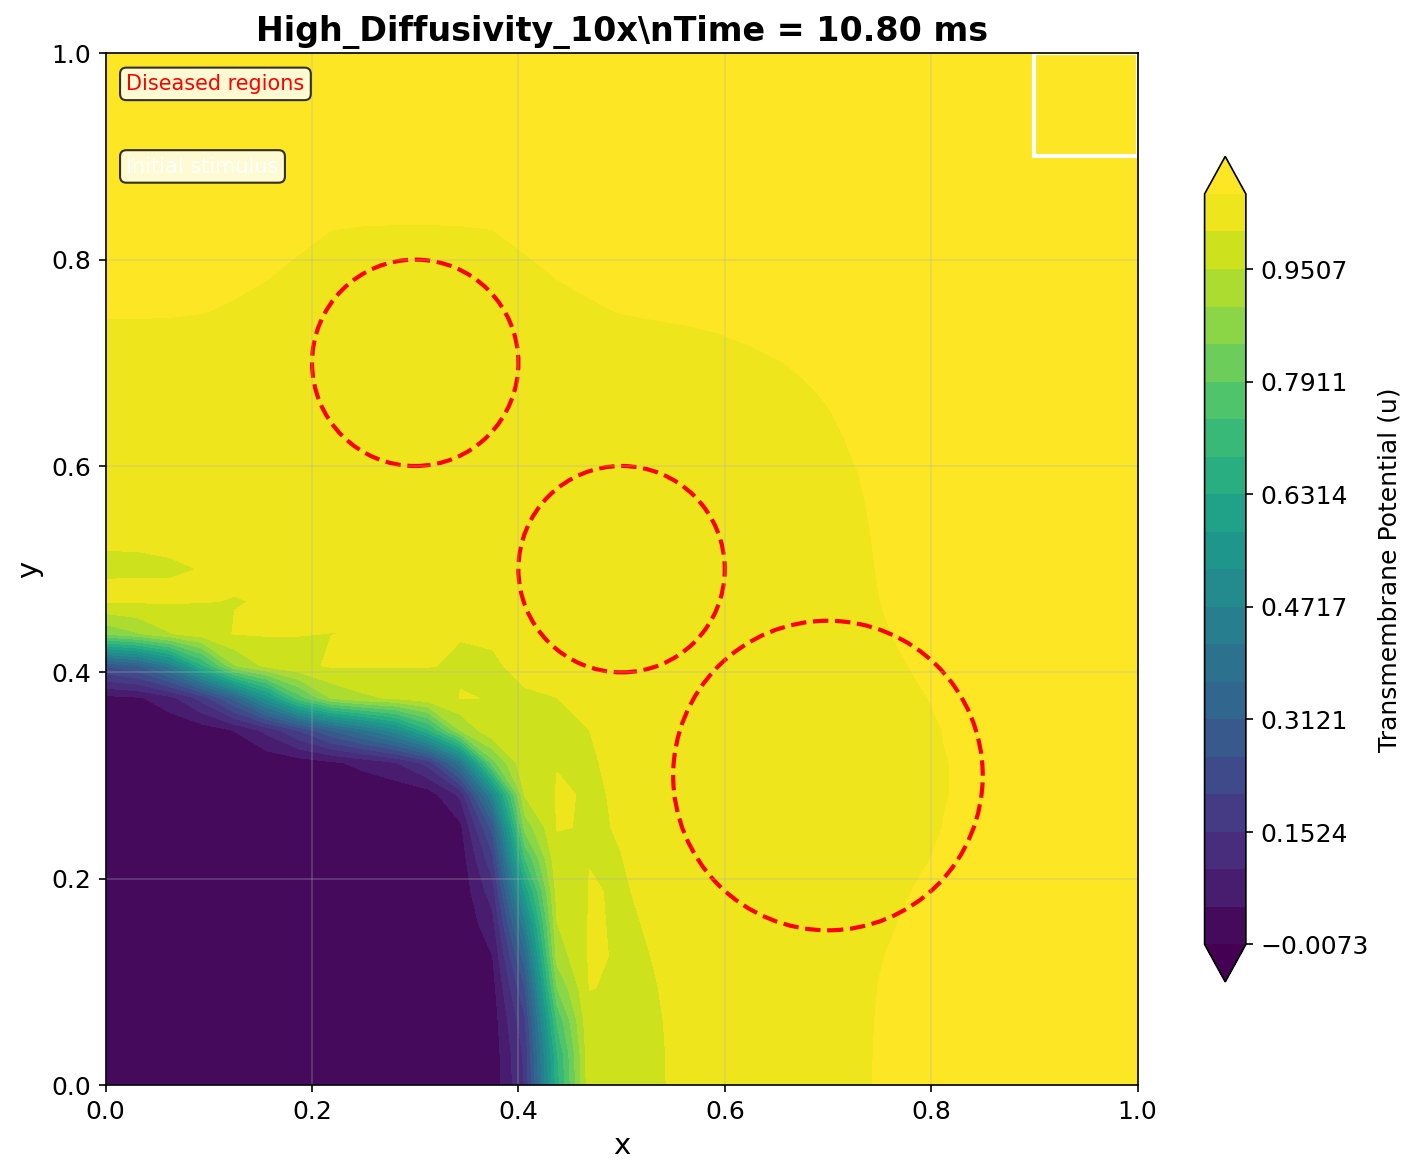 High_Diffusivity_10x\nTime = 10.80 ms
Diseased regions
Initial stimulus
1.0
0.8
0.6
0.4
0.2
0.0
y
0.0 0.2 0.4 0.6 0.8 1.0
x
0.9507
0.7911
0.6314
0.4717
0.3121
0.1524
−0.0073
Transmembrane Potential (u)